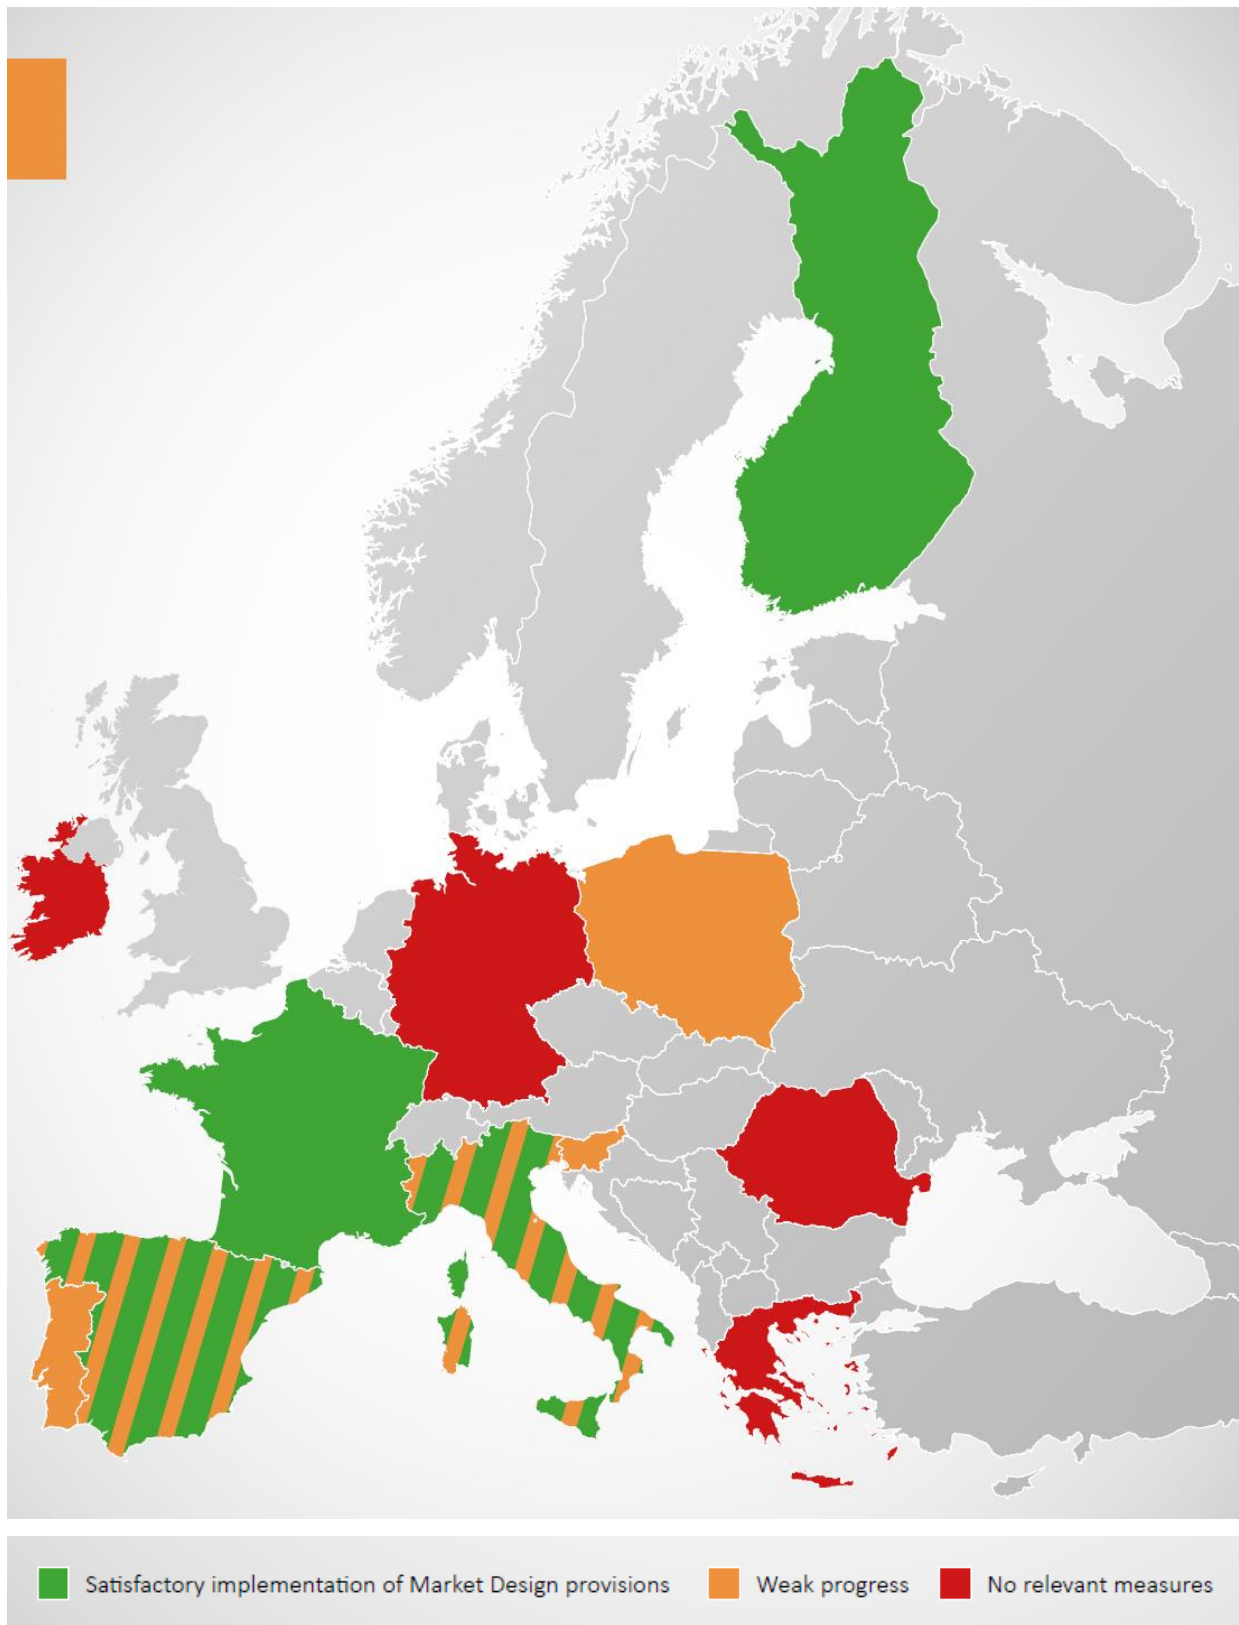 Satisfactory implementation of Market Design provisions
Weak progress
No relevant measures